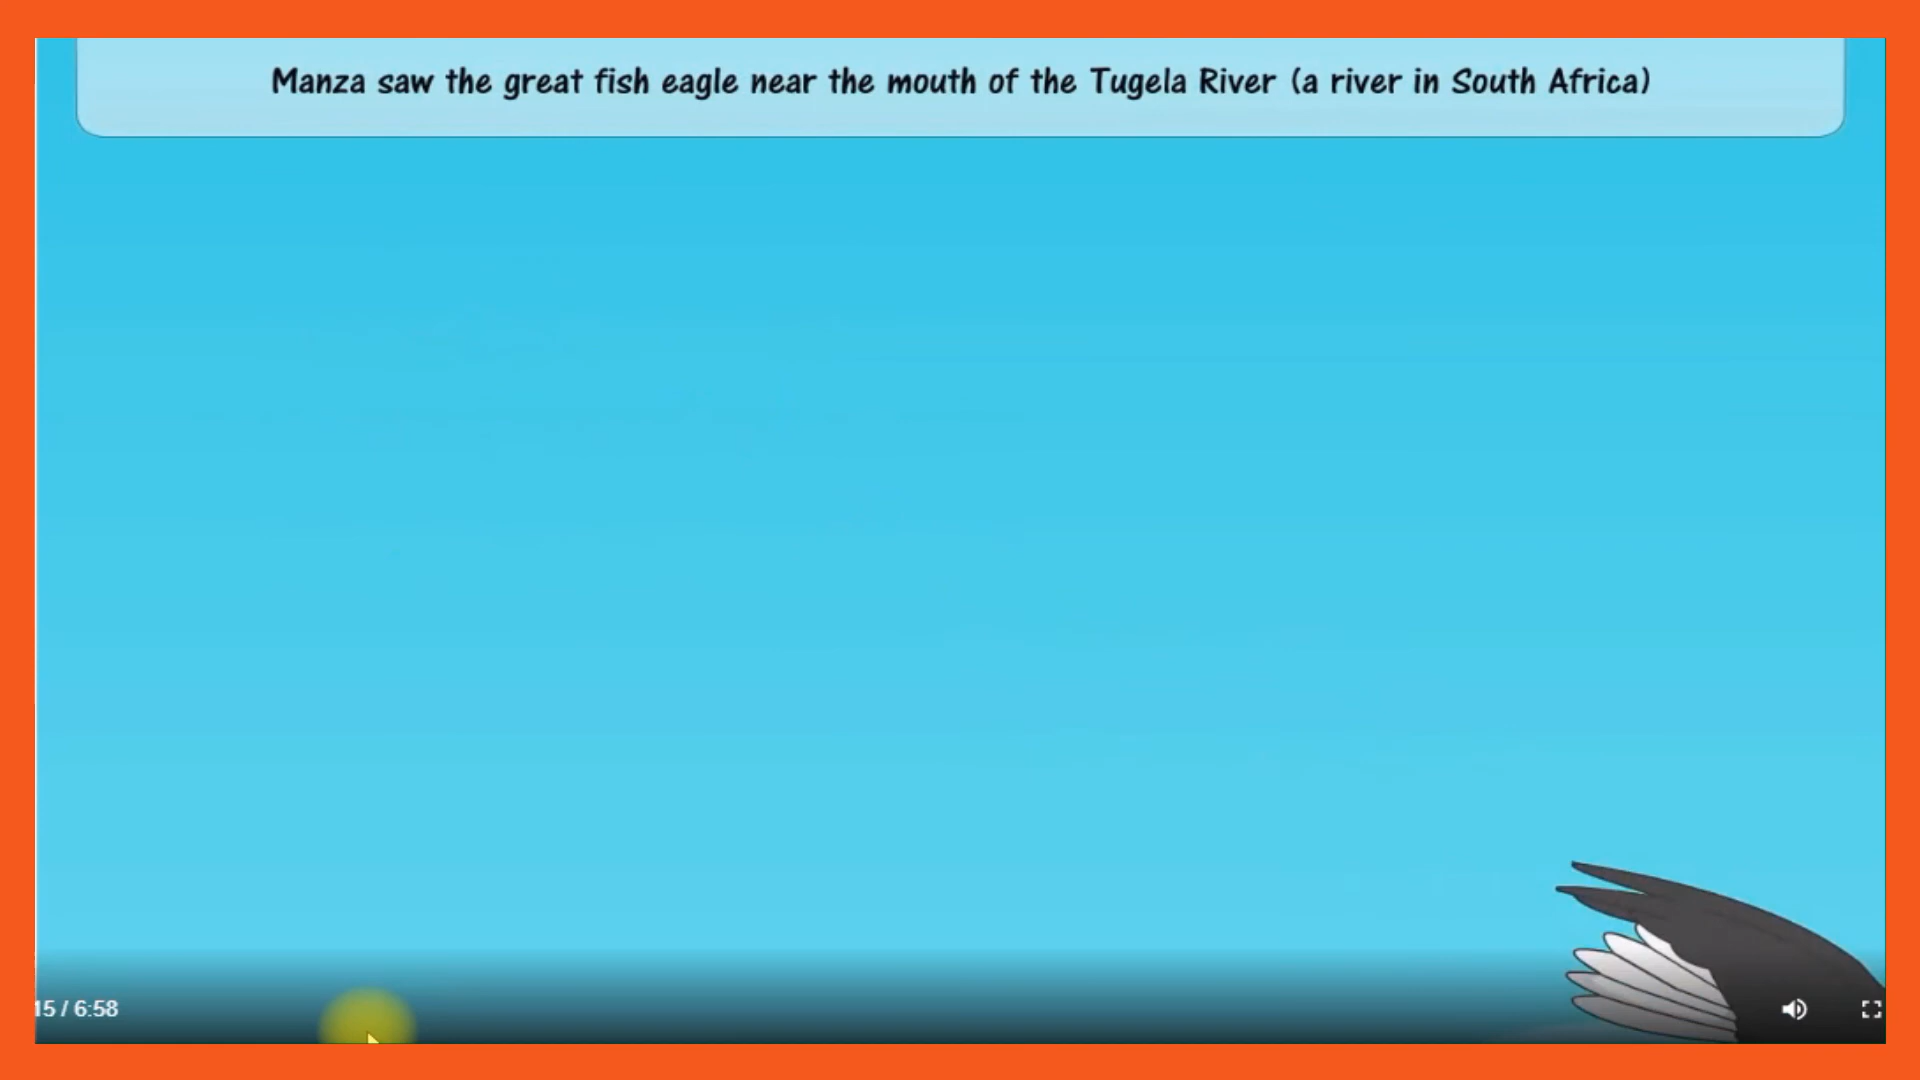 Manza saw the great fish eagle near the mouth of the Tugela River (a river in South Africa)
15 / 6:58